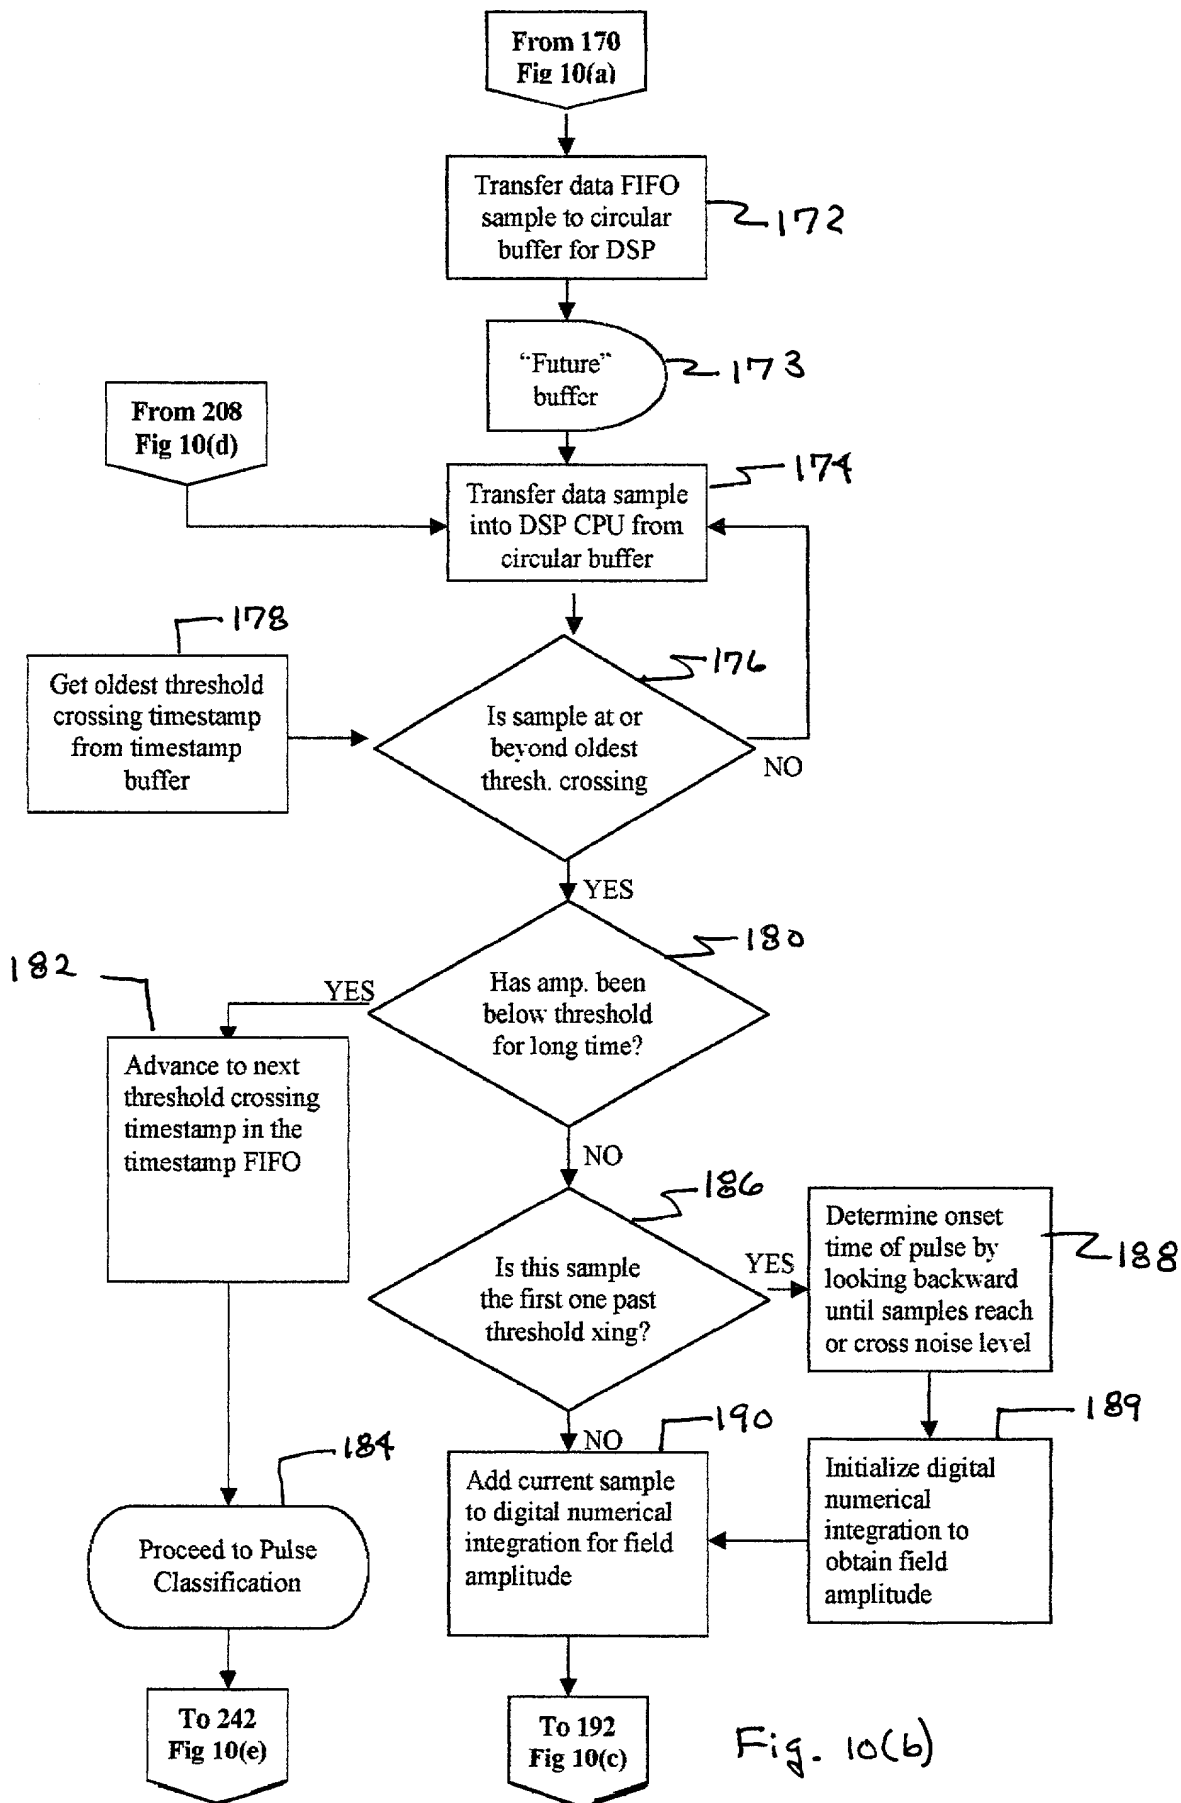 From 170
Fig 10(a)
Transfer data FIFO
sample to circular
buffer for DSP
172
"Future"
buffer
173
From 208
Fig 10(d)
174
Transfer data sample
into DSP CPU from
circular buffer
178
Get oldest threshold
crossing timestamp
from timestamp
buffer
176
Is sample at or
beyond oldest
thresh. crossing
NO
YES
180
Has amp. been
below threshold
for long time?
182
YES
Advance to next
threshold crossing
timestamp in the
timestamp FIFO
NO
186
Is this sample
the first one past
threshold xing?
YES
Determine onset
time of pulse by
looking backward
until samples reach
or cross noise level
188
189
Initialize digital
numerical
integration to
obtain field
amplitude
NO
190
Add current sample
to digital numerical
integration for field
amplitude
184
Proceed to Pulse
Classification
To 242
Fig 10(e)
To 192
Fig 10(c)
Fig. 10(b)